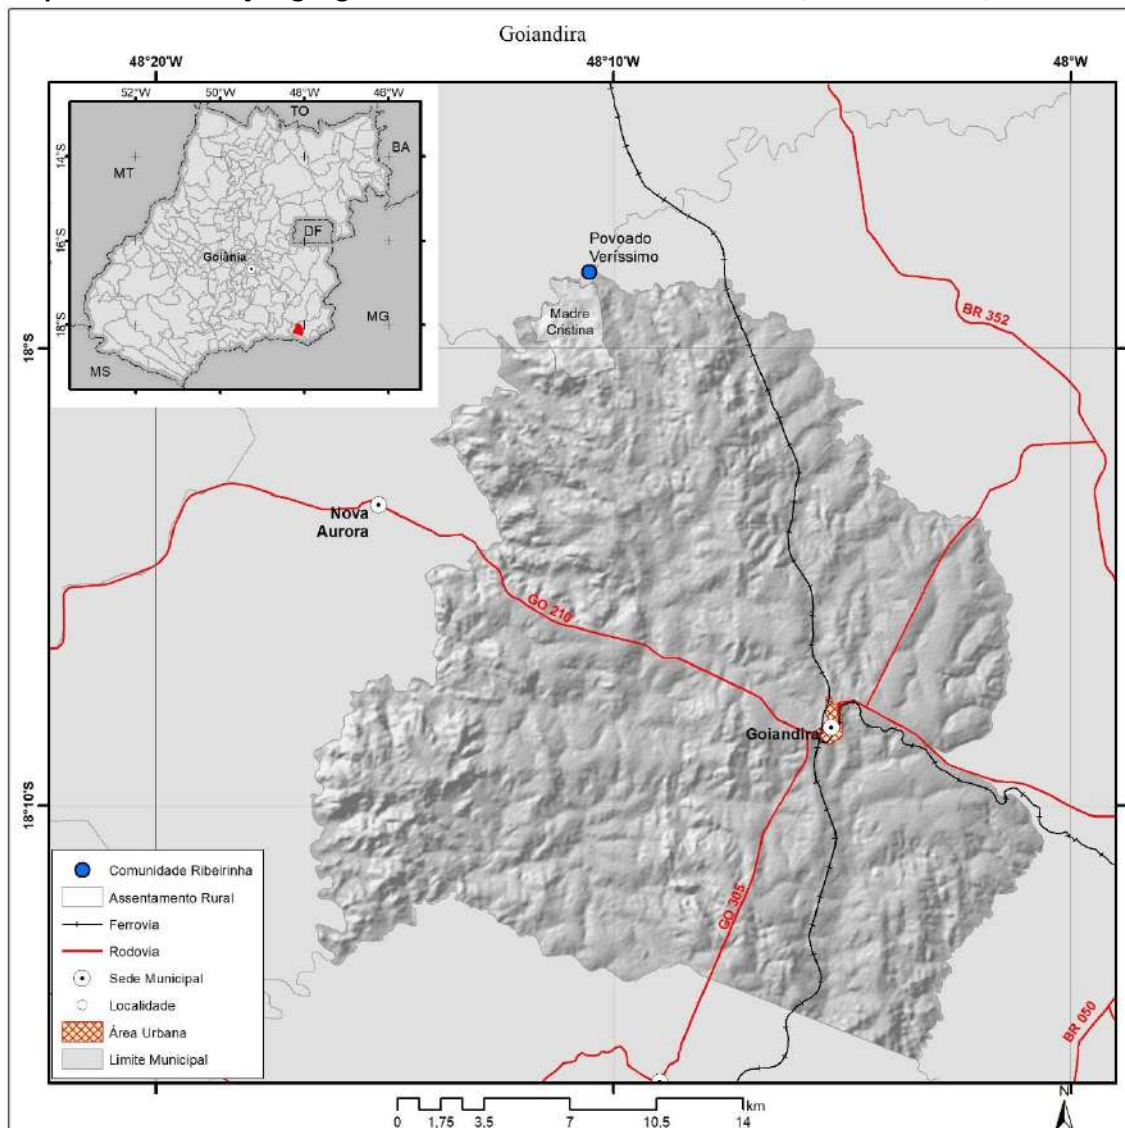 Goiandira
48°20'W
48°10'W
48°W
52°W
50°W
48°W
46°W
TO
BA
MT
14°S
DF
16°S
Goiânia
MG
18°S
MS
Povoado
Veríssimo
Madre
Cristina
BR 352
18°S
Nova
Aurora
GO 210
Goiandira
18°10'S
GO 305
BR 050
Comunidade Ribeirinha
Assentamento Rural
Ferrovia
Rodovia
Sede Municipal
Localidade
Área Urbana
Limite Municipal
km
0 1,75 3,5 7 10,5 14
N